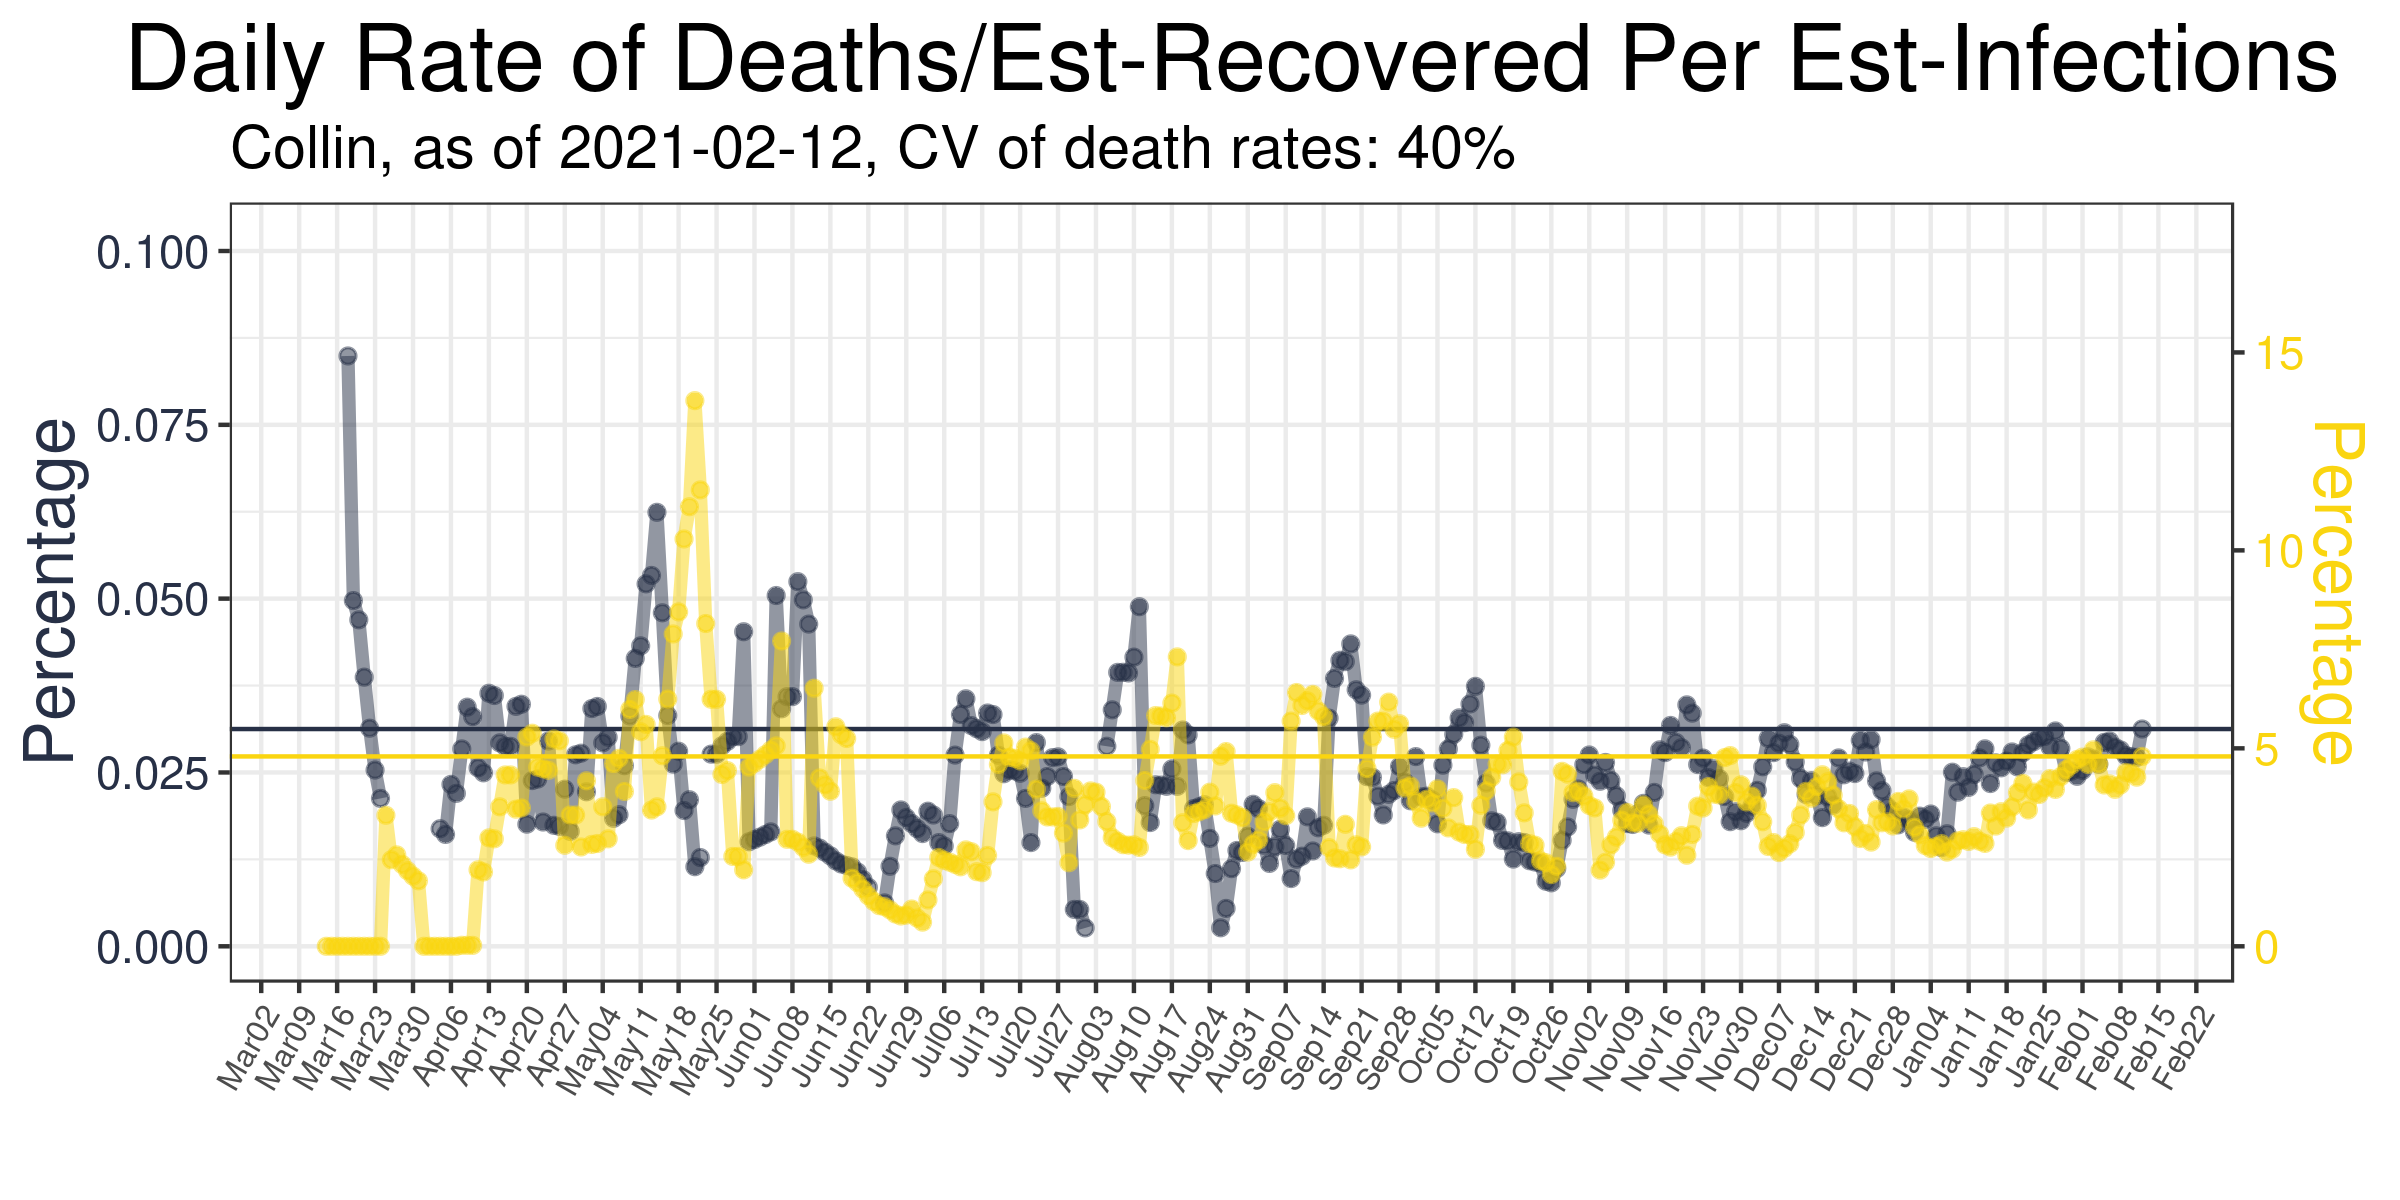 Daily Rate of Deaths/Est-Recovered Per Est-Infections
Collin, as of 2021-02-12, CV of death rates: 40%
Percentage
0.100
0.075
0.050
0.025
0.000
15
10
5
0
Percentage
Mar02
Mar09
Mar16
Mar23
Mar30
Apr06
Apr13
Apr20
Apr27
May04
May11
May18
May25
Jun01
Jun08
Jun15
Jun22
Jun29
Jul06
Jul13
Jul20
Jul27
Aug03
Aug10
Aug17
Aug24
Aug31
Sep07
Sep14
Sep21
Sep28
Oct05
Oct12
Oct19
Oct26
Nov02
Nov09
Nov16
Nov23
Nov30
Dec07
Dec14
Dec21
Dec28
Jan04
Jan11
Jan18
Jan25
Feb01
Feb08
Feb15
Feb22